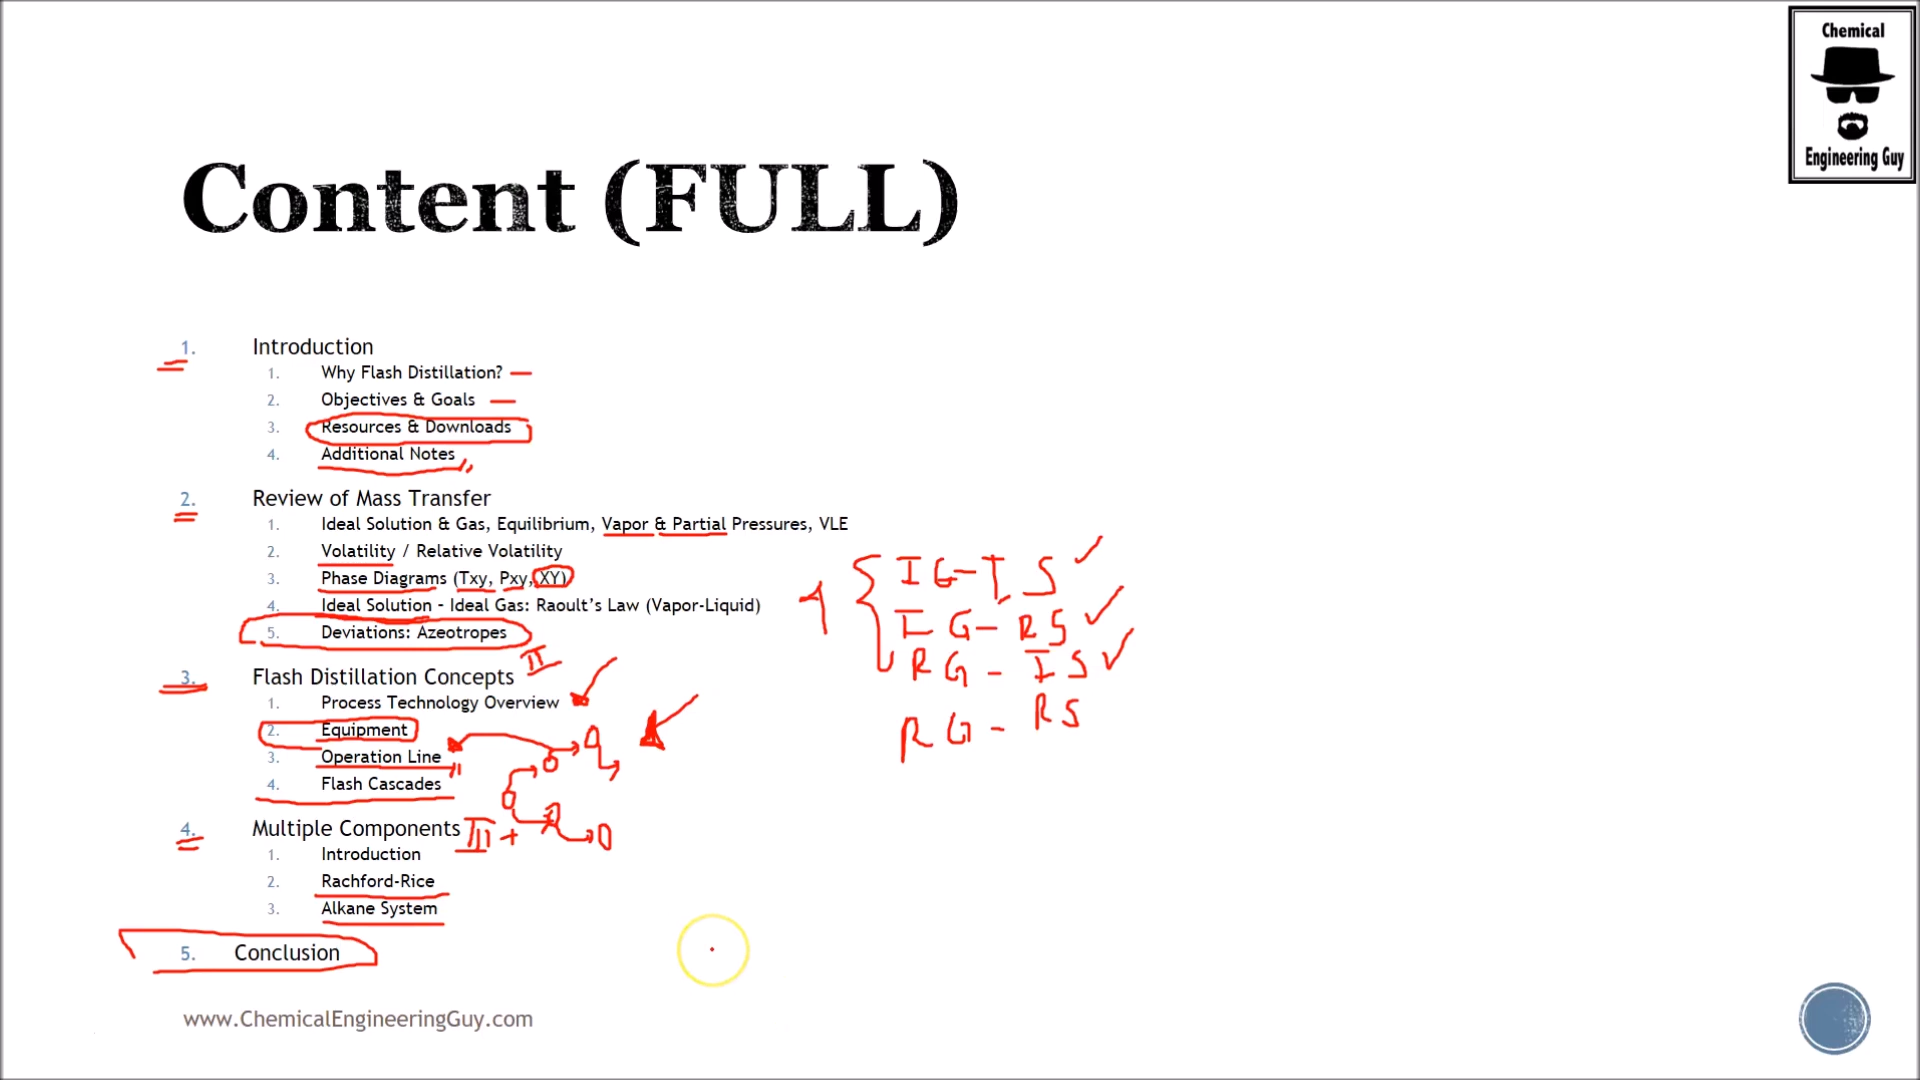 Chemical
Engineering Guy
Content (FULL)
1. Introduction
1. Why Flash Distillation?
2. Objectives & Goals
3. Resources & Downloads
4. Additional Notes
2. Review of Mass Transfer
1. Ideal Solution & Gas, Equilibrium, Vapor & Partial Pressures, VLE
2. Volatility / Relative Volatility
3. Phase Diagrams (Txy, Pxy, XY)
4. Ideal Solution - Ideal Gas: Raoult's Law (Vapor-Liquid)
5. Deviations: Azeotropes
II
3. Flash Distillation Concepts
1. Process Technology Overview
2. Equipment
3. Operation Line
4. Flash Cascades
4. Multiple Components III +
1. Introduction
2. Rachford-Rice
3. Alkane System
5. Conclusion
IG-IS
IG-RS
RG-IS
RG-RS
www.ChemicalEngineeringGuy.com